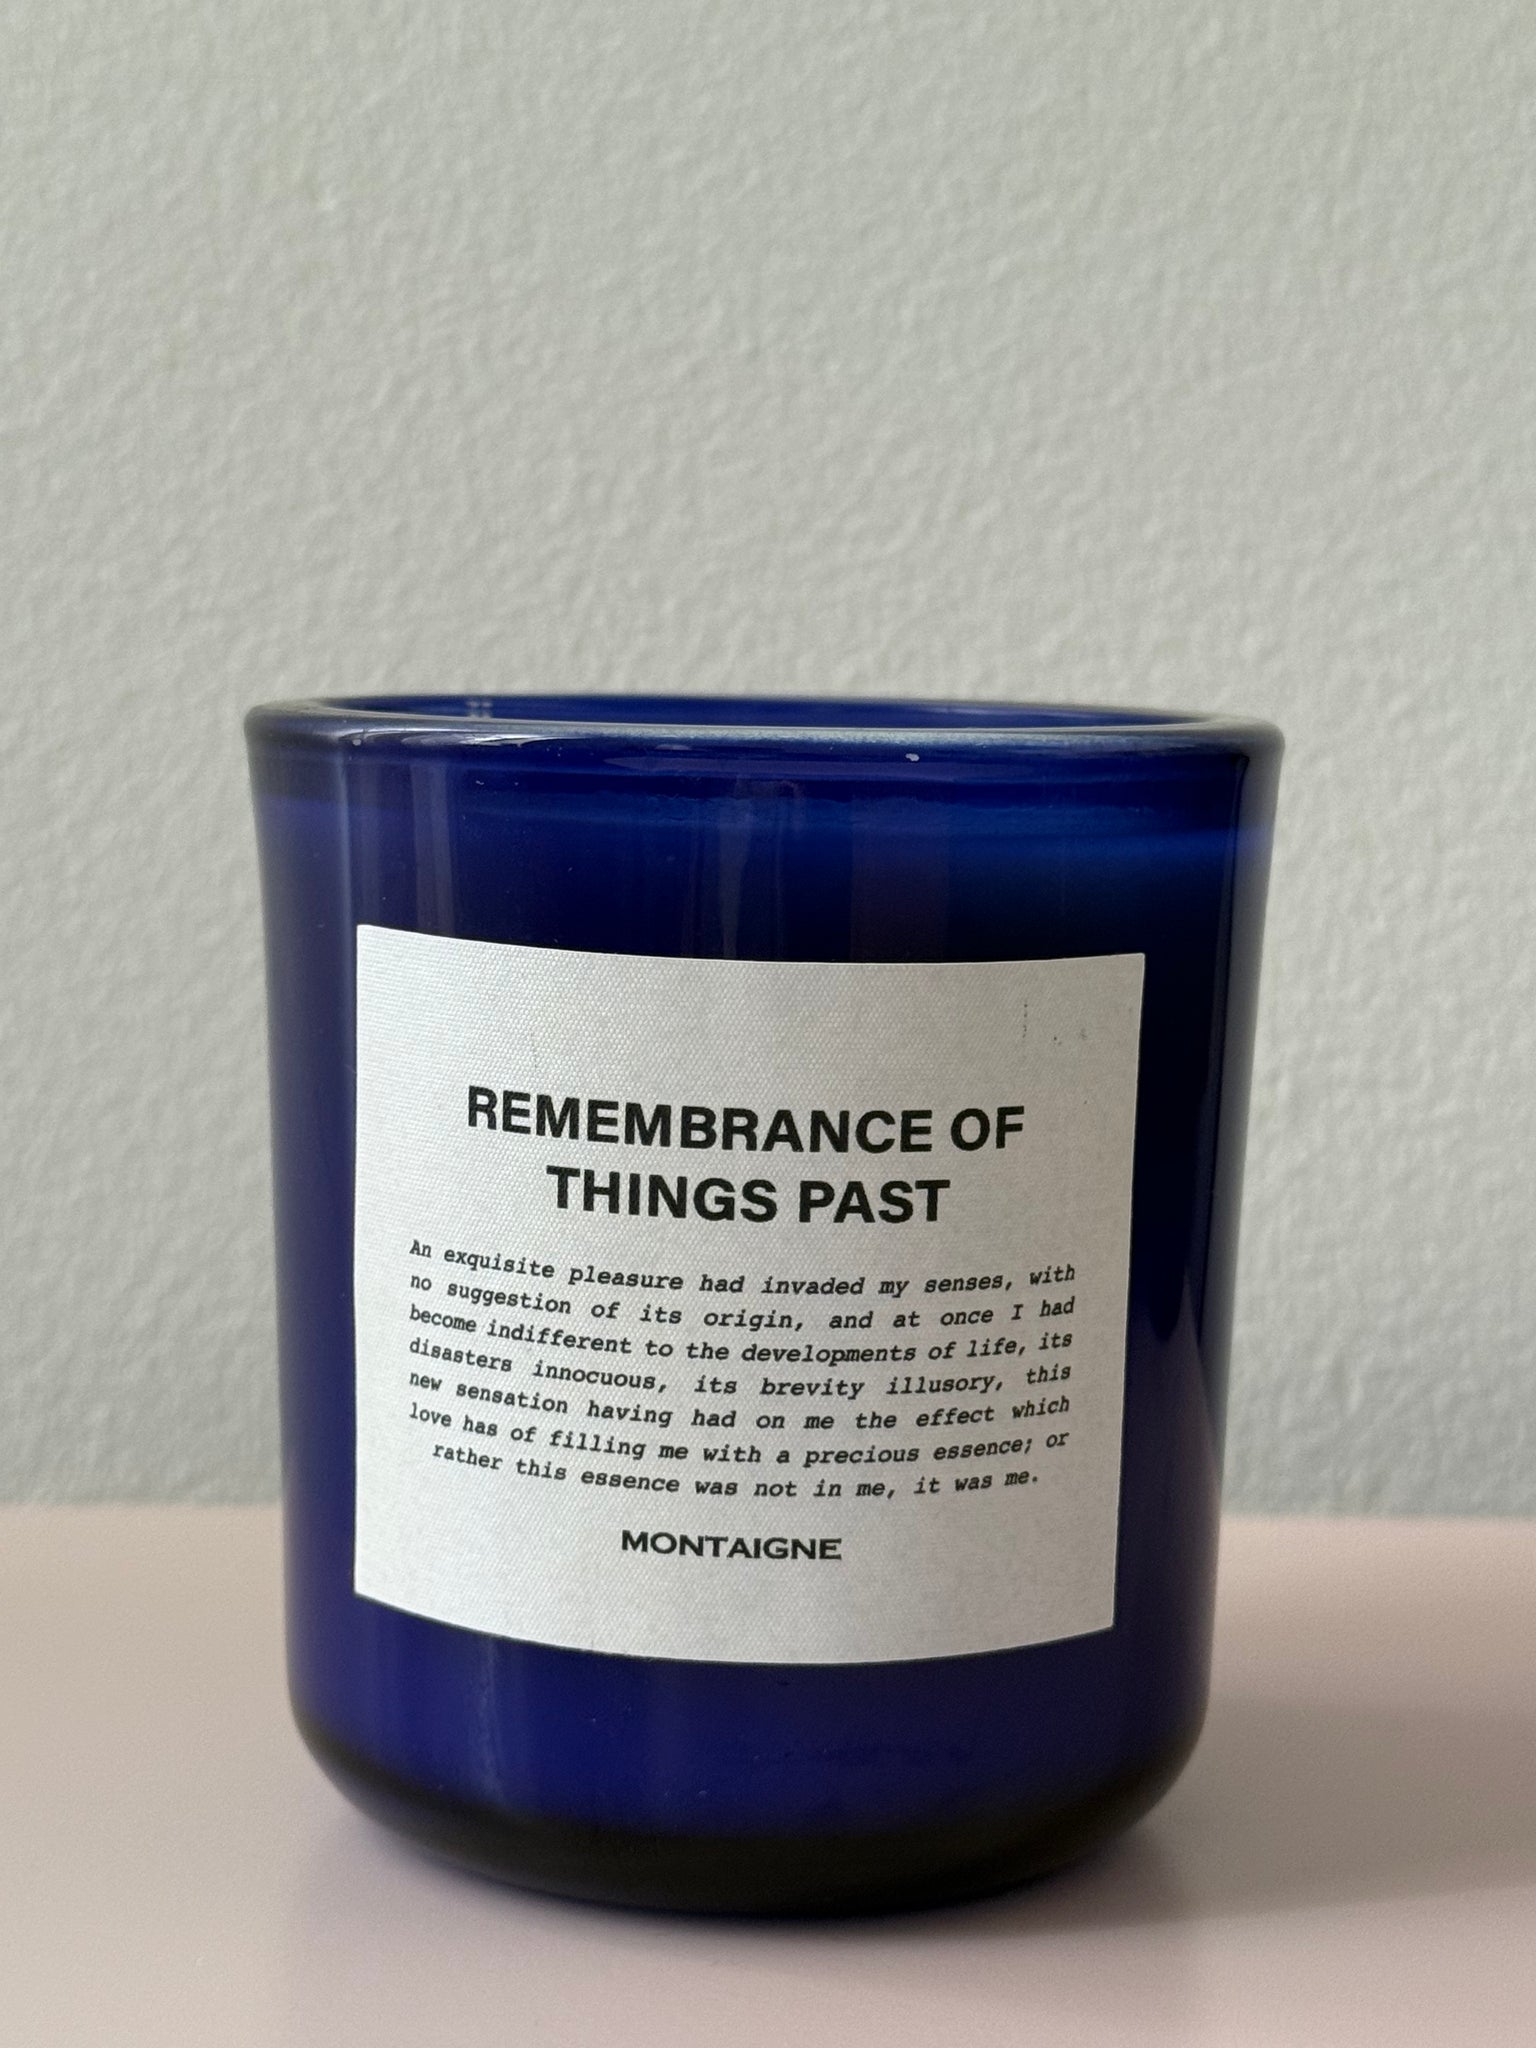 REMEMBRANCE OF
THINGS PAST
An exquisite pleasure had invaded my senses, with
no suggestion of its origin, and at once I had
become indifferent to the developments of life, its
disasters innocuous, its brevity illusory, this
new sensation having had on me the effect which
love has of filling me with a precious essence; or
rather this essence was not in me, it was me.
MONTAIGNE